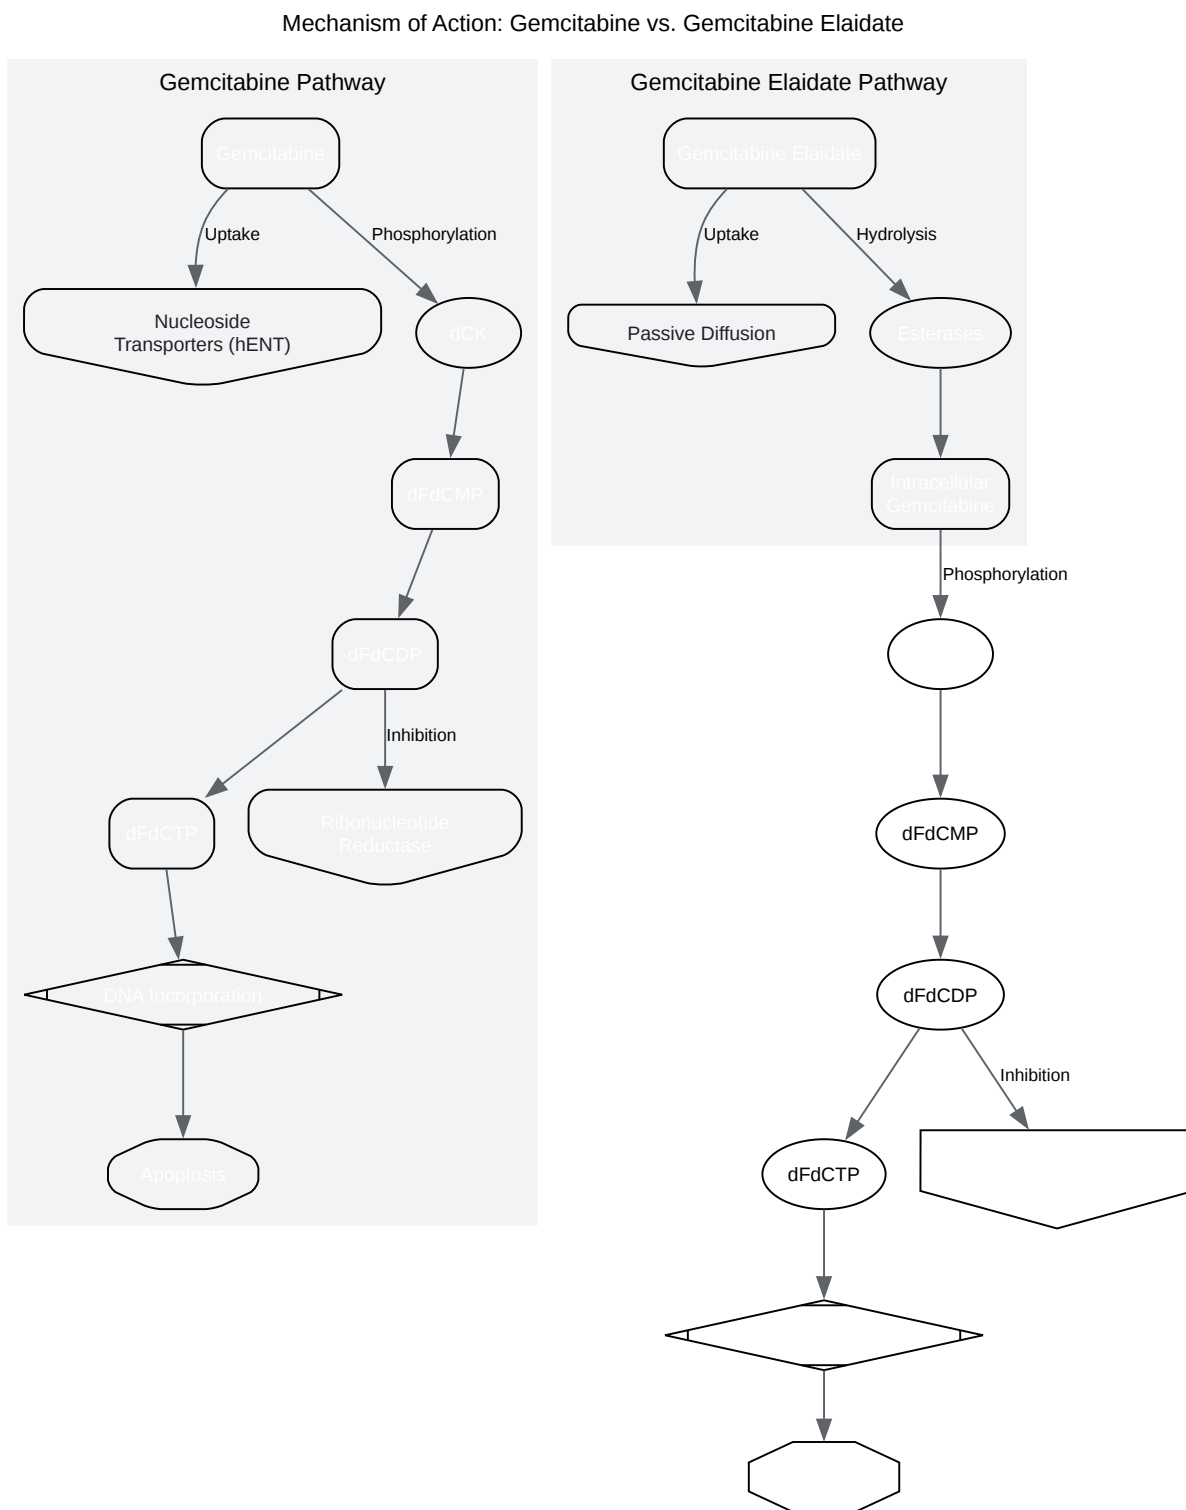 Mechanism of Action: Gemcitabine vs. Gemcitabine Elaidate
Gemcitabine Pathway
Gemcitabine
Uptake
Phosphorylation
Nucleoside
Transporters (hENT)
dCK
dFdCMP
dFdCDP
Inhibition
dFdCTP
Ribonucleotide
Reductase
DNA Incorporation
Apoptosis
Gemcitabine Elaidate Pathway
Gemcitabine Elaidate
Uptake
Hydrolysis
Passive Diffusion
Esterases
Intracellular
Gemcitabine
Phosphorylation
dFdCMP
dFdCDP
Inhibition
dFdCTP